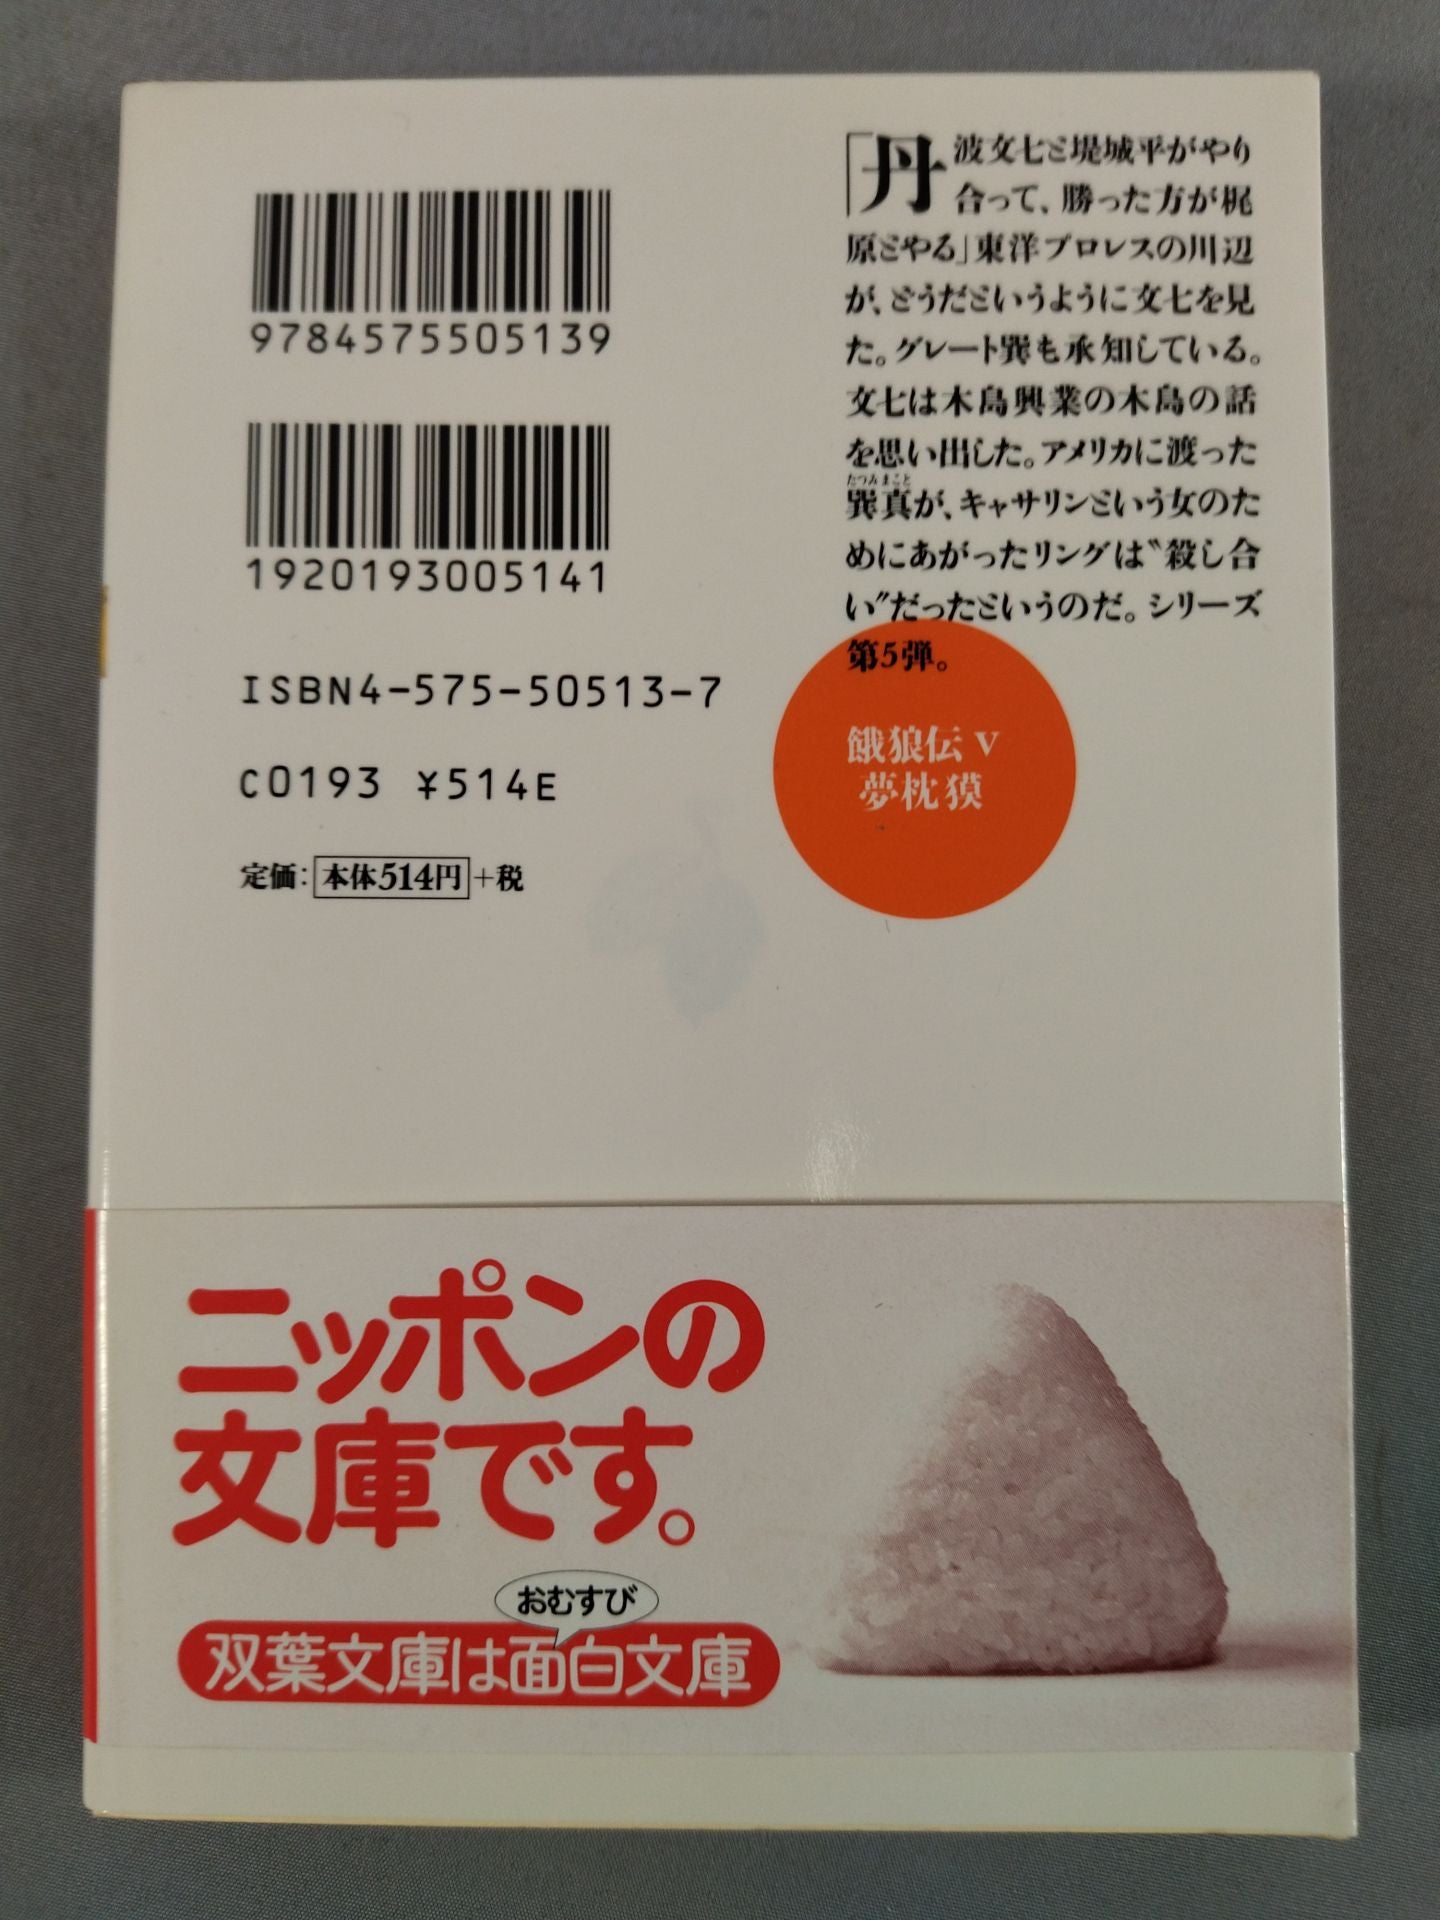 9784575505139
1920193005141
ISBN4-575-50513-7
C0193 ¥514E
定価：本体514円＋税
「丹波文七と堤城平がやり
合って、勝った方が梶
原とやる」東洋プロレスの川辺
が、どうだというように文七を見
た。グレート巽も承知している。
文七は木島興業の木島の話
を思い出した。アメリカに渡った
たつみまこと
巽真が、キャサリンという女のた
めにあがったリングは〝殺し合
い〟だったというのだ。シリーズ
第5弾。
餓狼伝 V
夢枕獏
ニッポンの
文庫です。
おむすび
双葉文庫は面白文庫